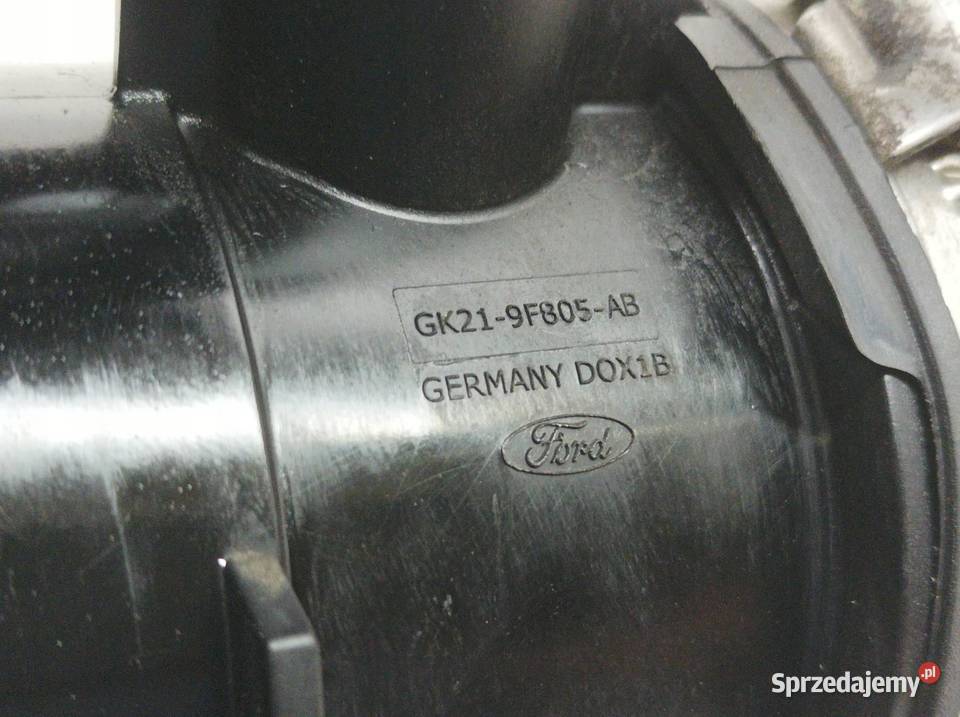 GK21-9F805-AB
GERMANY DOX1B
Ford
Sprzedajemy.pl